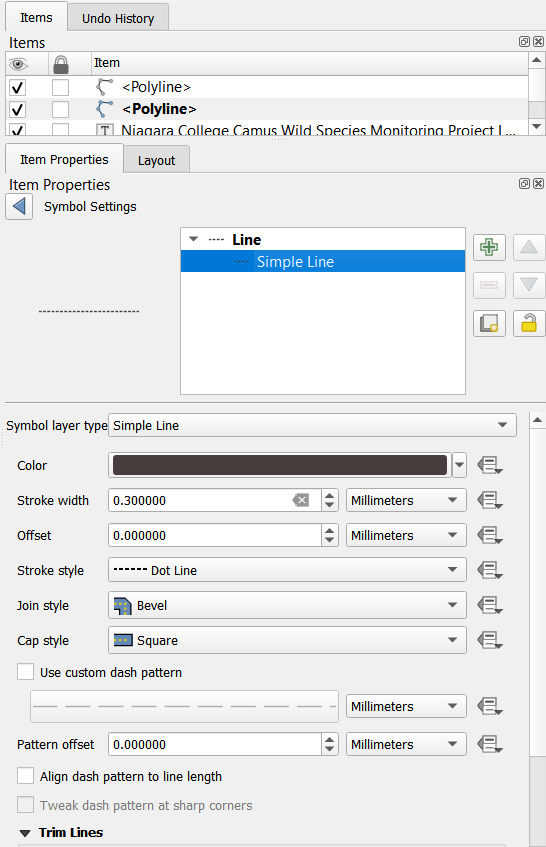 Items Undo History
Items
Item
<Polyline>
<Polyline>
T Niagara College Camus Wild Species Monitoring Project L...
Item Properties Layout
Item Properties
Symbol Settings
Line
Simple Line
Symbol layer type Simple Line
Color
Stroke width 0.300000 Millimeters
Offset 0.000000 Millimeters
Stroke style Dot Line
Join style Bevel
Cap style Square
Use custom dash pattern
Millimeters
Pattern offset 0.000000 Millimeters
Align dash pattern to line length
Tweak dash pattern at sharp corners
Trim Lines